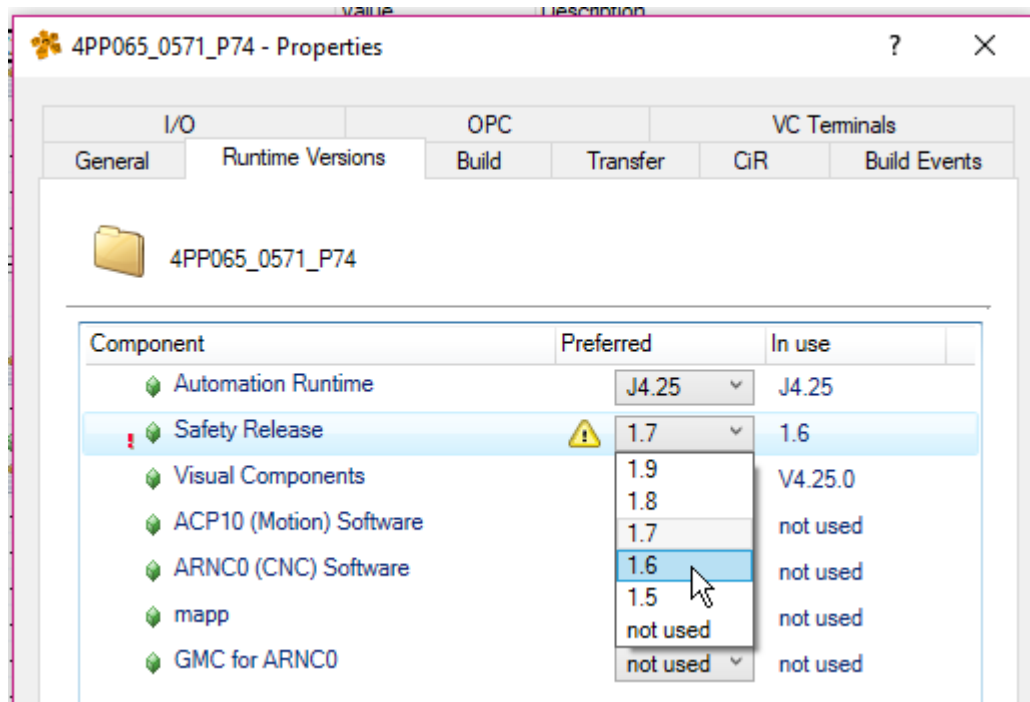 Value Description
4PP065_0571_P74 - Properties ? ×
I/O OPC VC Terminals
General Runtime Versions Build Transfer CiR Build Events
4PP065_0571_P74
Component Preferred In use
Automation Runtime J4.25 J4.25
! Safety Release ! 1.7 1.6
1.9
Visual Components V4.25.0
1.8
ACP10 (Motion) Software 1.7 not used
ARNC0 (CNC) Software 1.6 not used
1.5
mapp not used
not used
GMC for ARNC0 not used not used